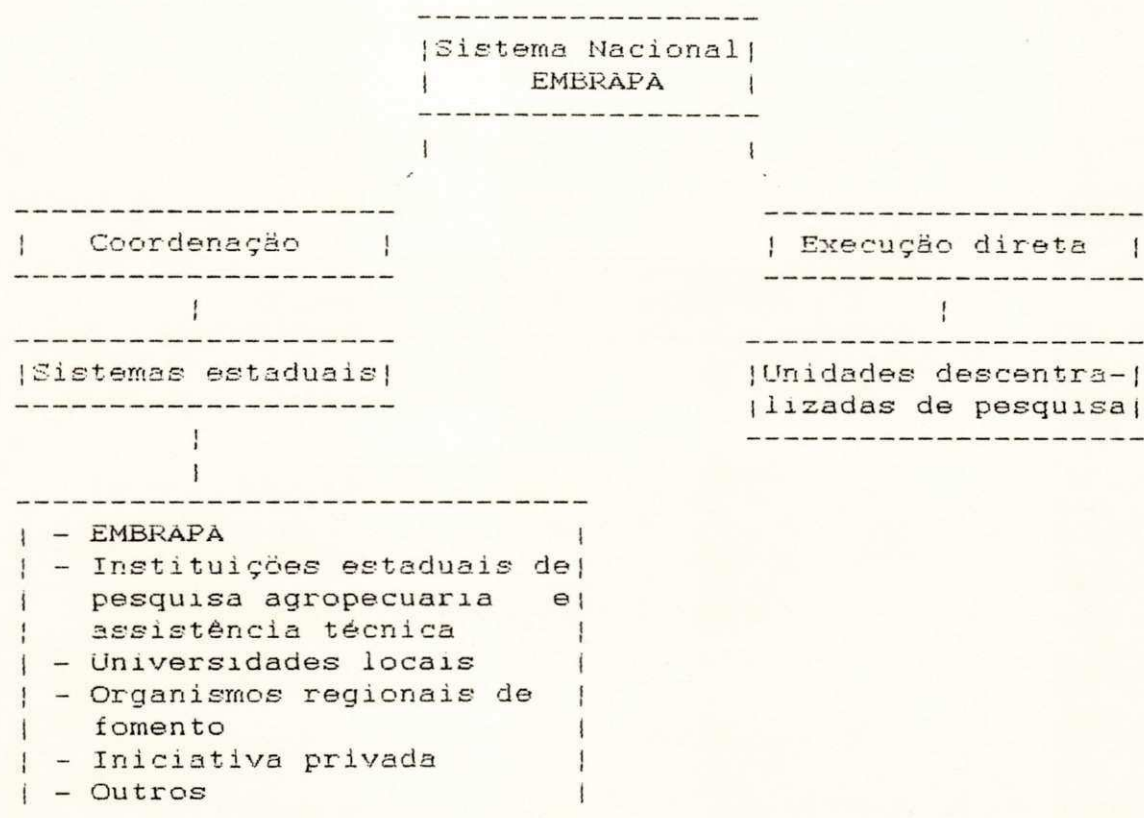 Sistema Nacional
EMBRAPA
Coordenação
Execução direta
Sistemas estaduais
Unidades descentra-
lizadas de pesquisa
- EMBRAPA
- Instituições estaduais de
pesquisa agropecuaria e
assistência técnica
- Universidades locais
- Organismos regionais de
fomento
- Iniciativa privada
- Outros